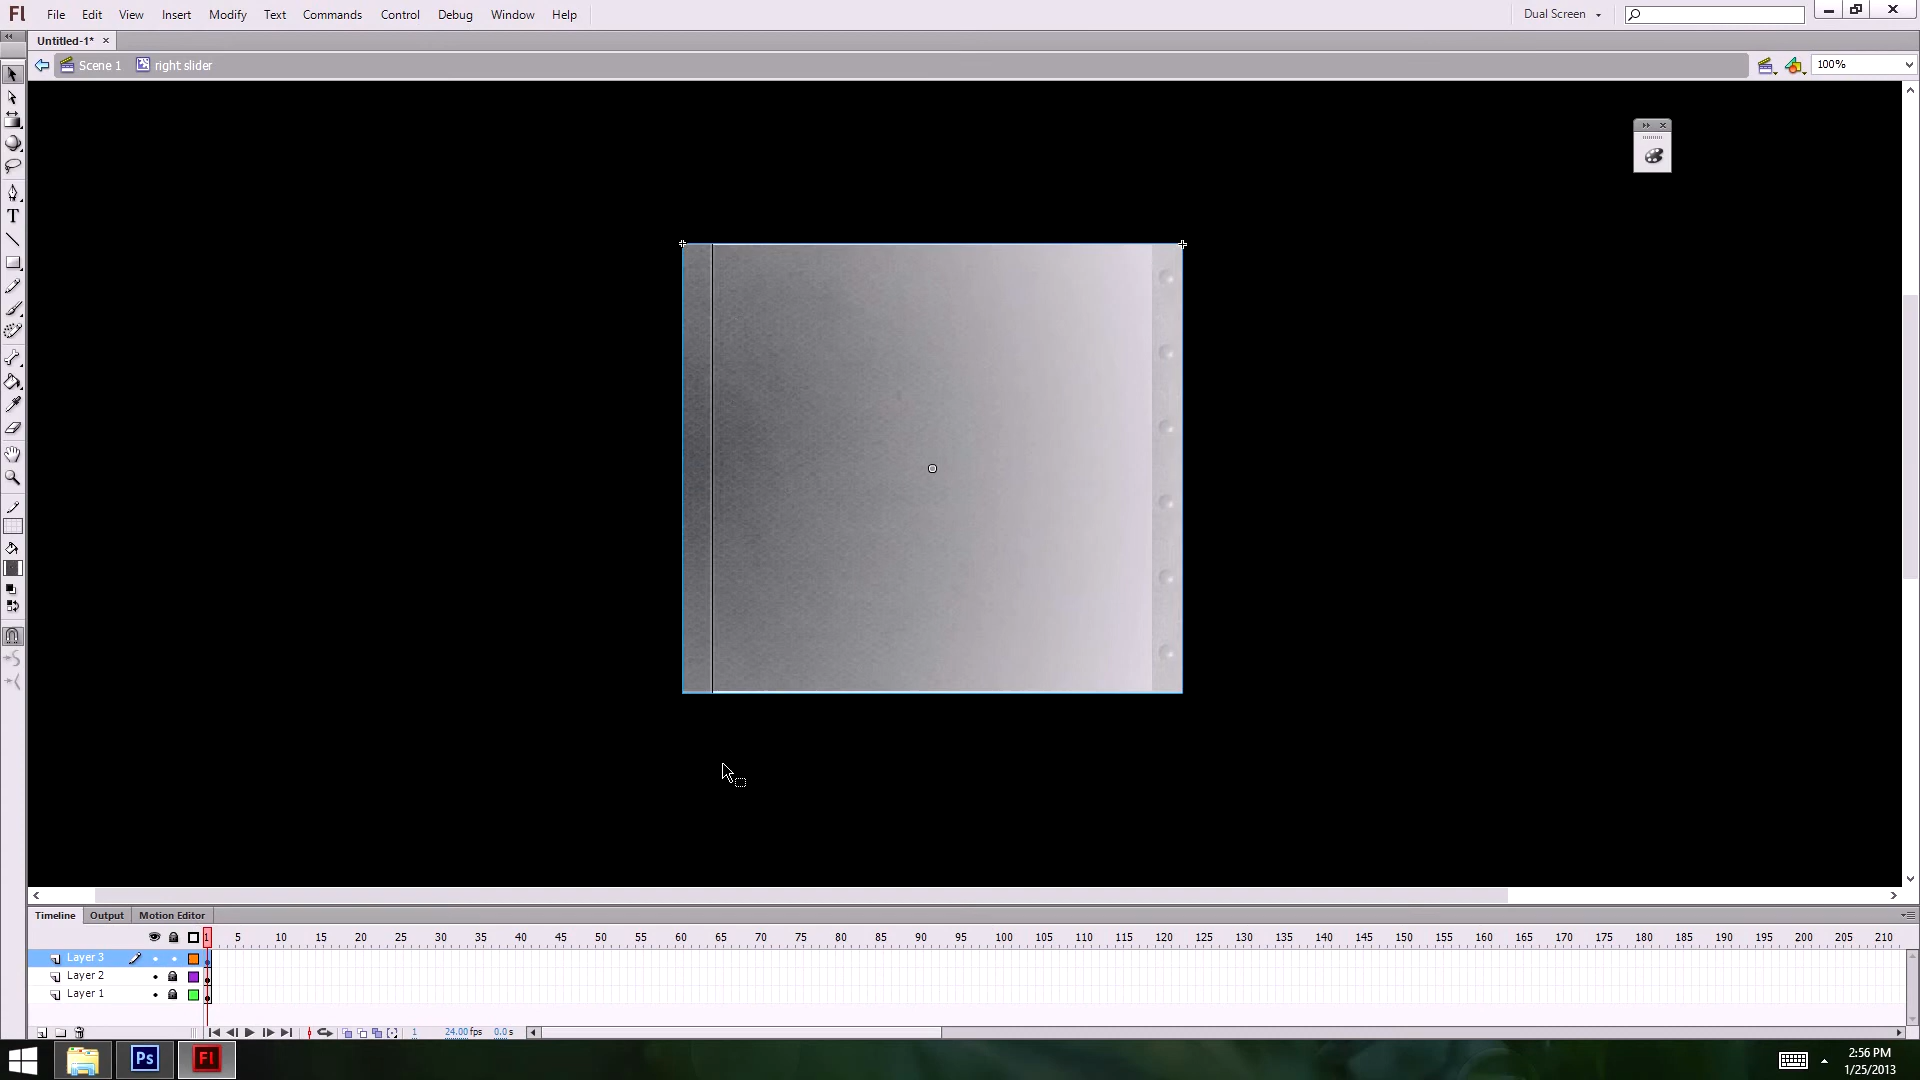 Fl File Edit View Insert Modify Text Commands Control Debug Window Help Dual Screen
Untitled-1* ×
Scene 1 right slider 100%
T
Timeline Output Motion Editor
1 5 10 15 20 25 30 35 40 45 50 55 60 65 70 75 80 85 90 95 100 105 110 115 120 125 130 135 140 145 150 155 160 165 170 175 180 185 190 195 200 205 210
Layer 3
Layer 2
Layer 1
1 24.00 fps 0.0 s
Ps Fl 2:56 PM
1/25/2013